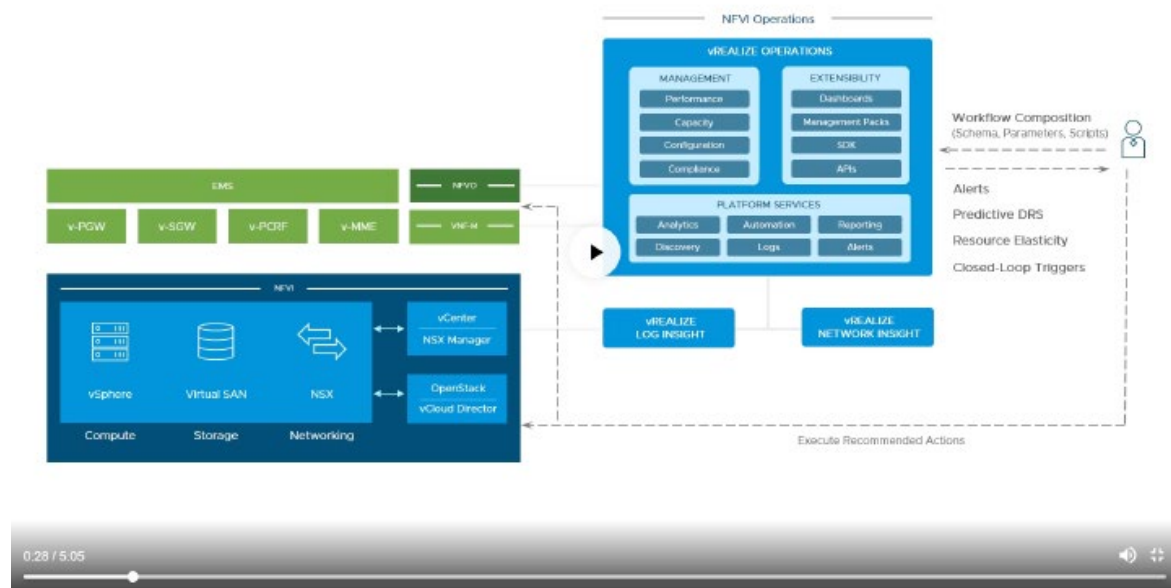 NFVI Operations
vREALIZE OPERATIONS
MANAGEMENT
Performance
Capacity
Configuration
Compliance
EXTENSIBILITY
Dashboards
Management Packs
SDK
APIs
PLATFORM SERVICES
Analytics
Automation
Reporting
Discovery
Logs
Alerts
Workflow Composition
(Schema, Parameters, Scripts)
Alerts
Predictive DRS
Resource Elasticity
Closed-Loop Triggers
EMS
NFVO
v-PGW
v-SGW
v-PCRF
v-MME
VNF-M
NFVI
vSphere
Virtual SAN
NSX
vCenter
NSX Manager
OpenStack
vCloud Director
Compute
Storage
Networking
vREALIZE
LOG INSIGHT
vREALIZE
NETWORK INSIGHT
Execute Recommended Actions
0:28 / 5:05